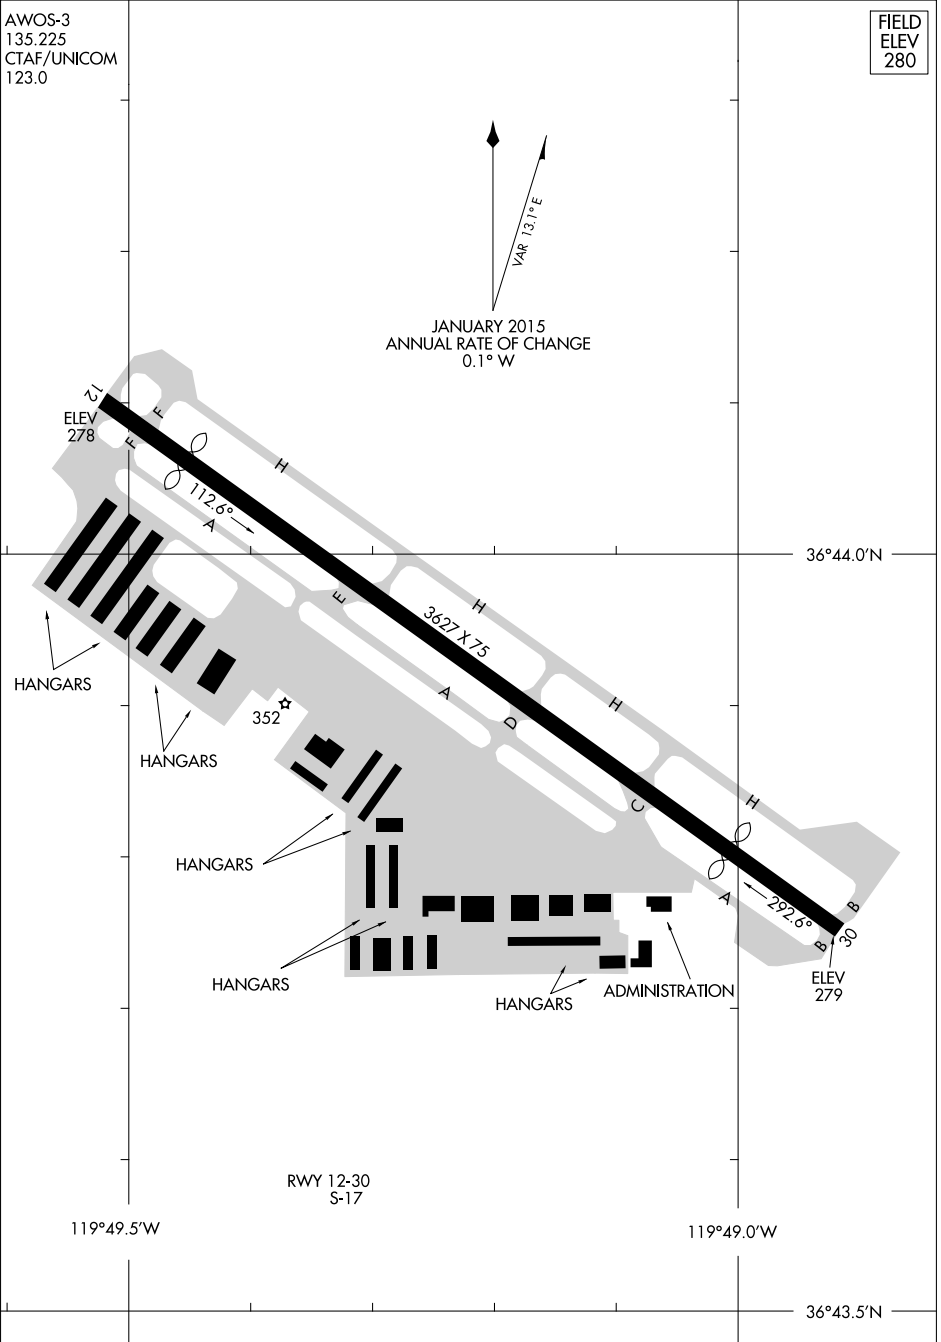 AWOS-3
135.225
CTAF/UNICOM
123.0
FIELD
ELEV
280
VAR 13.1° E
JANUARY 2015
ANNUAL RATE OF CHANGE
0.1° W
12
ELEV
278
F
F
H
112.6°
A
36°44.0'N
E
H
3627 X 75
HANGARS
A
H
D
352
HANGARS
H
C
HANGARS
A
292.6°
B
B
30
HANGARS
ELEV
279
HANGARS
ADMINISTRATION
RWY 12-30
S-17
119°49.5'W
119°49.0'W
36°43.5'N